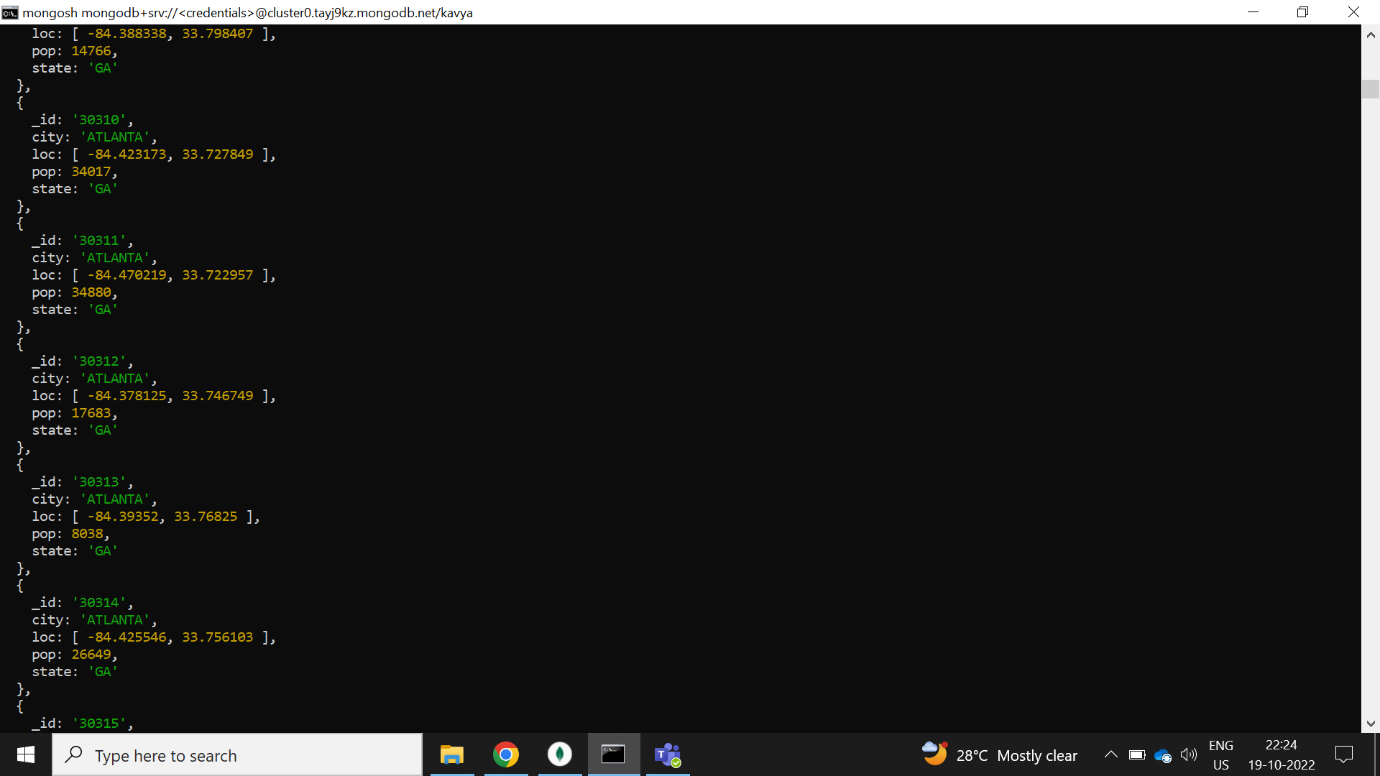 mongosh mongodb+srv://<credentials>@cluster0.tayj9kz.mongodb.net/kavya
loc: [ -84.388338, 33.798407 ],
pop: 14766,
state: 'GA'
},
{
_id: '30310',
city: 'ATLANTA',
loc: [ -84.423173, 33.727849 ],
pop: 34017,
state: 'GA'
},
{
_id: '30311',
city: 'ATLANTA',
loc: [ -84.470219, 33.722957 ],
pop: 34880,
state: 'GA'
},
{
_id: '30312',
city: 'ATLANTA',
loc: [ -84.378125, 33.746749 ],
pop: 17683,
state: 'GA'
},
{
_id: '30313',
city: 'ATLANTA',
loc: [ -84.39352, 33.76825 ],
pop: 8038,
state: 'GA'
},
{
_id: '30314',
city: 'ATLANTA',
loc: [ -84.425546, 33.756103 ],
pop: 26649,
state: 'GA'
},
{
_id: '30315',
Type here to search
28°C Mostly clear
ENG
US
22:24
19-10-2022